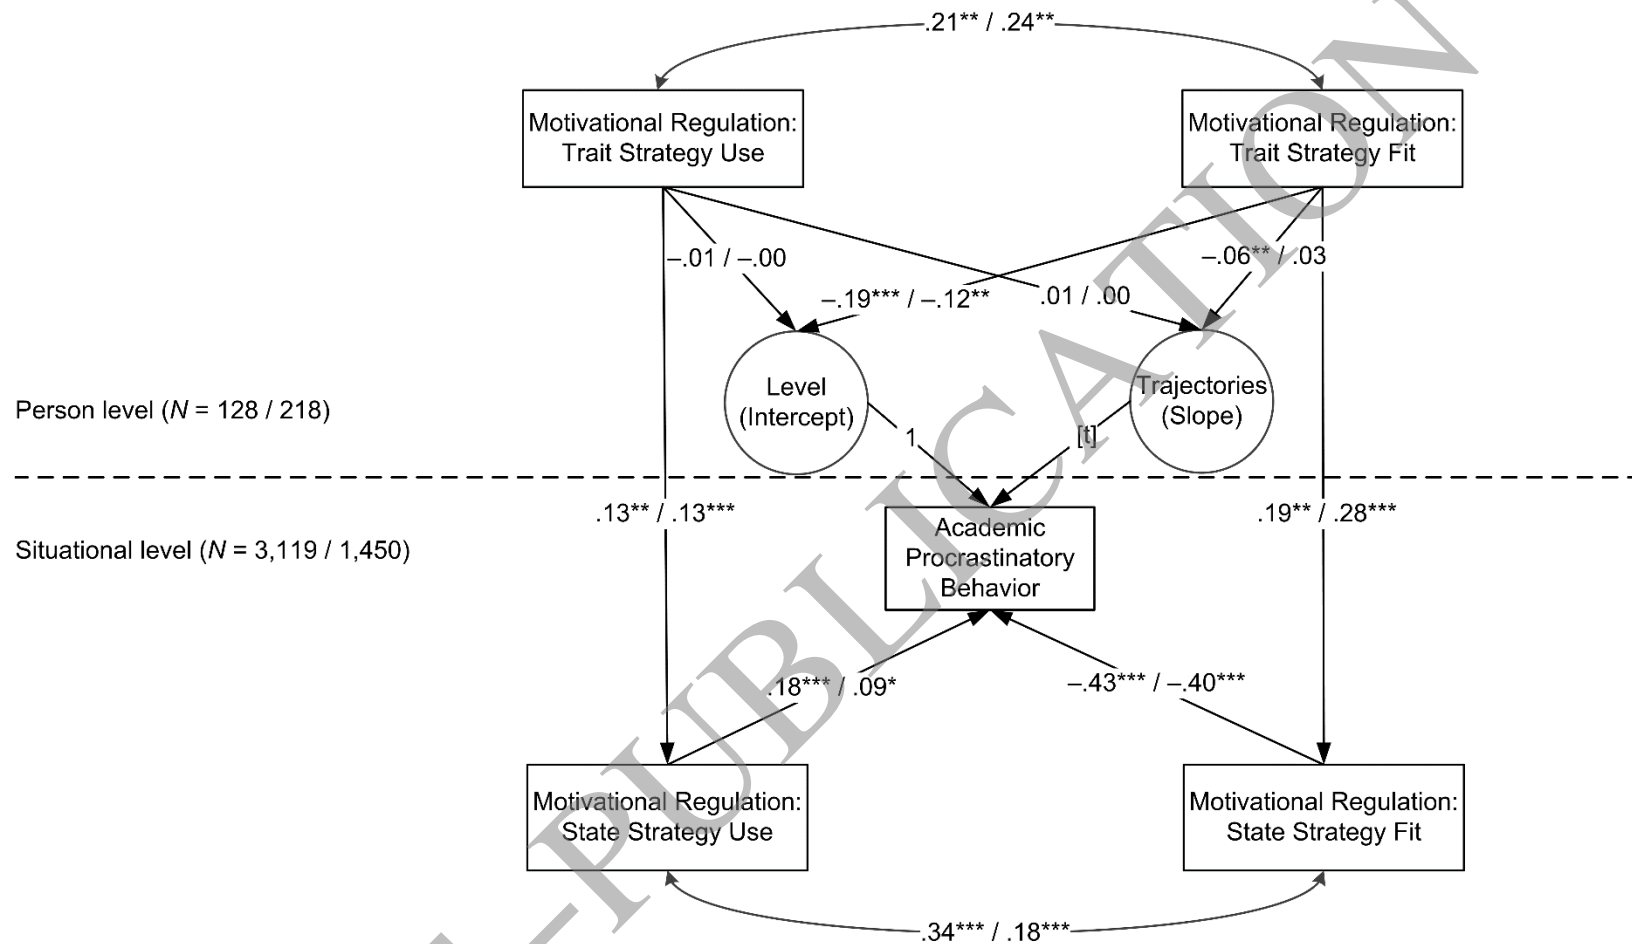 .21** / .24**
Motivational Regulation:
Trait Strategy Use
Motivational Regulation:
Trait Strategy Fit
–.01 / –.00
–.06** / .03
–.19*** / –.12**
.01 / .00
Level
(Intercept)
Trajectories
(Slope)
Person level (N = 128 / 218)
1
[t]
.13** / .13***
.19** / .28***
Academic
Procrastinatory
Behavior
Situational level (N = 3,119 / 1,450)
.18*** / .09*
–.43*** / –.40***
Motivational Regulation:
State Strategy Use
Motivational Regulation:
State Strategy Fit
.34*** / .18***
-PUBLICATION